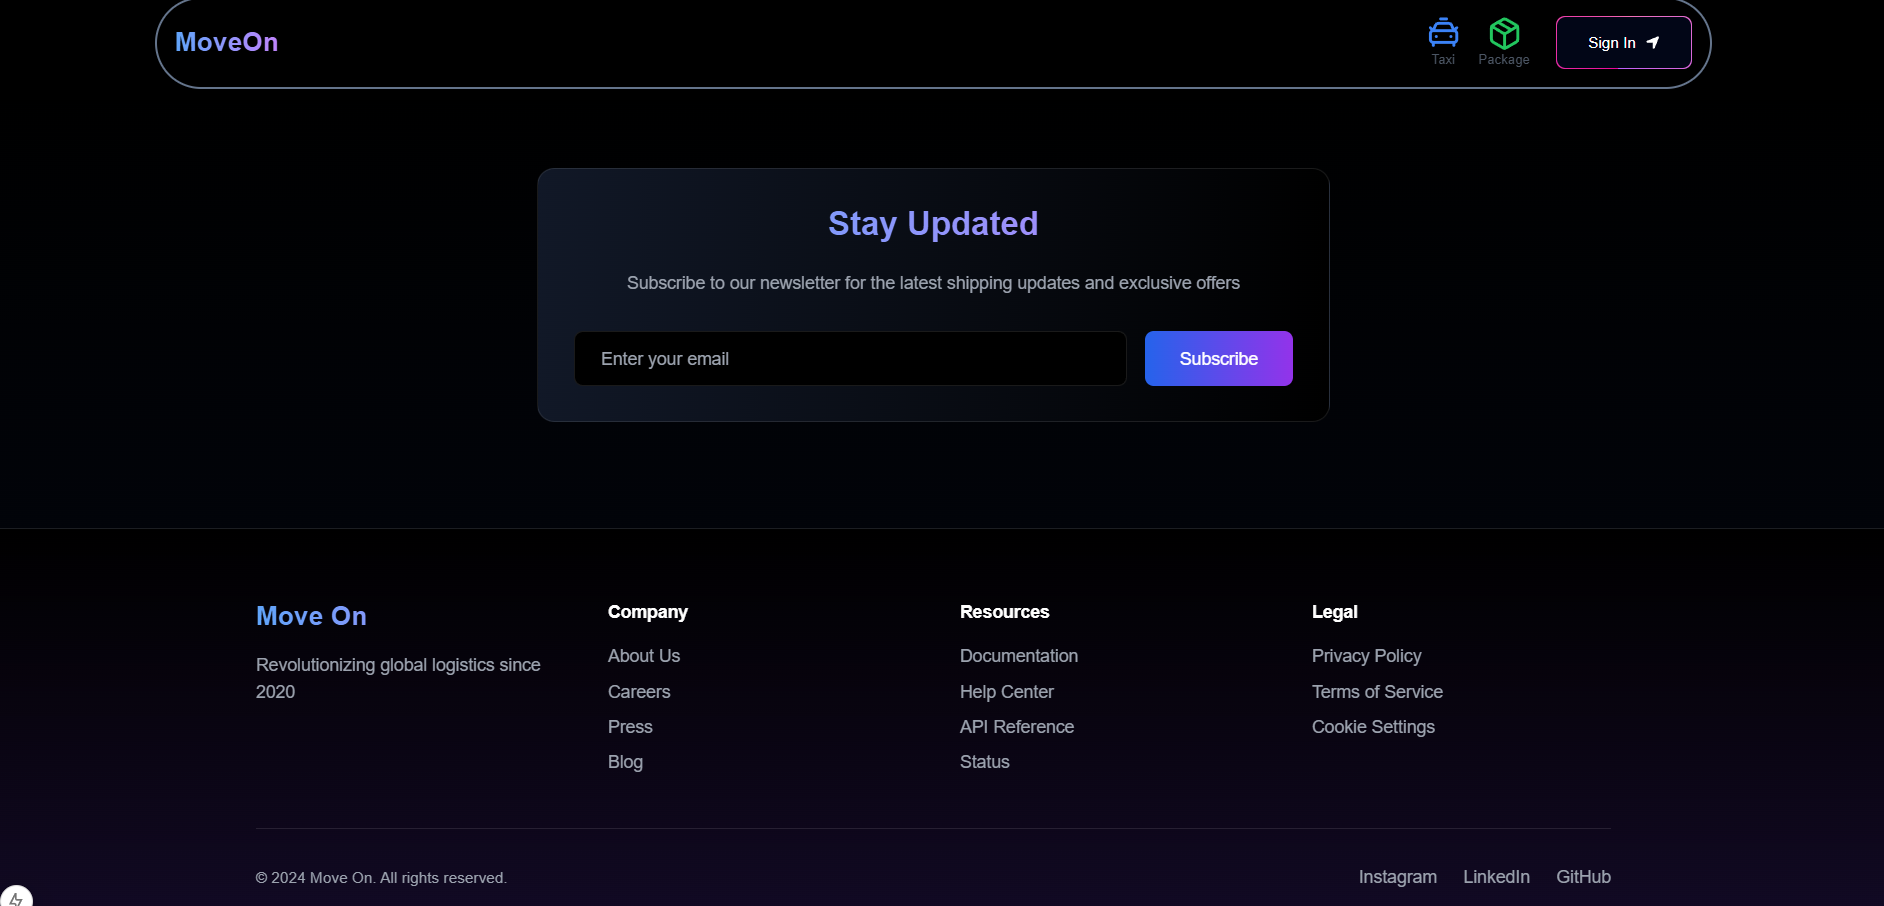 MoveOn
Taxi
Package
Sign In
Stay Updated
Subscribe to our newsletter for the latest shipping updates and exclusive offers
Enter your email
Subscribe
Move On
Revolutionizing global logistics since
2020
Company
About Us
Careers
Press
Blog
Resources
Documentation
Help Center
API Reference
Status
Legal
Privacy Policy
Terms of Service
Cookie Settings
© 2024 Move On. All rights reserved.
Instagram
LinkedIn
GitHub